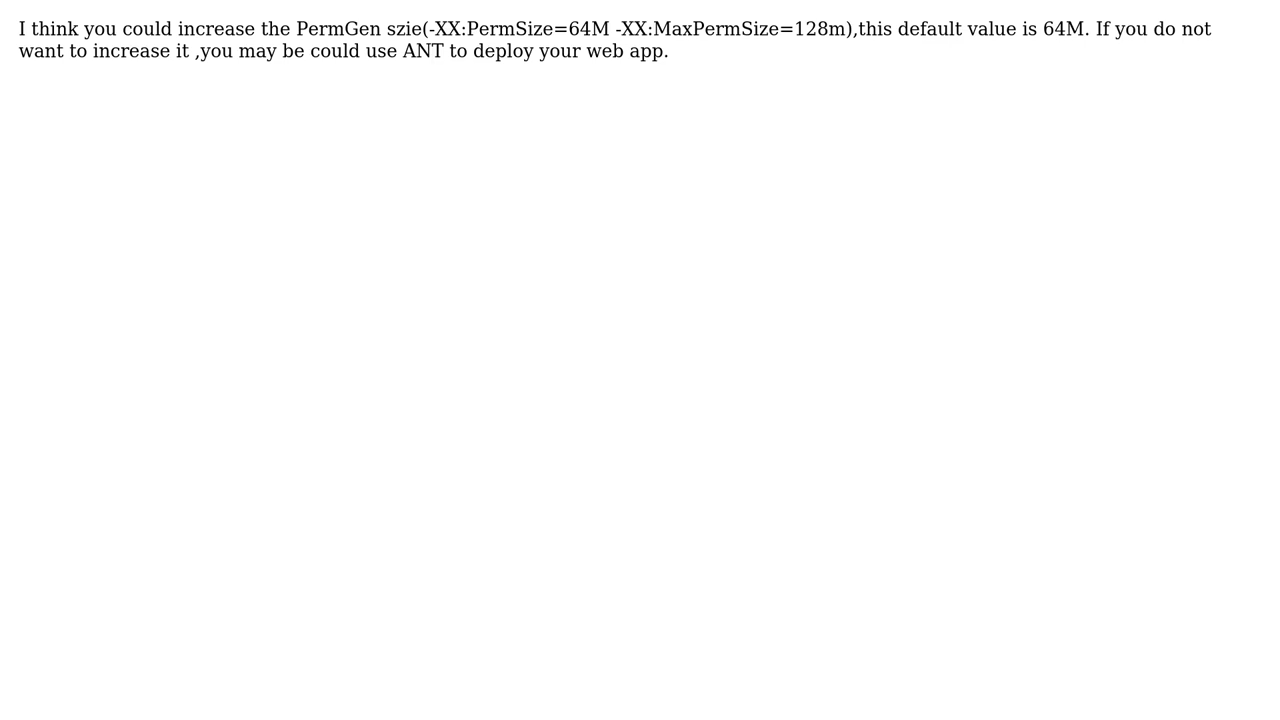 I think you could increase the PermGen szie(-XX:PermSize=64M -XX:MaxPermSize=128m),this default value is 64M. If you do not
want to increase it ,you may be could use ANT to deploy your web app.